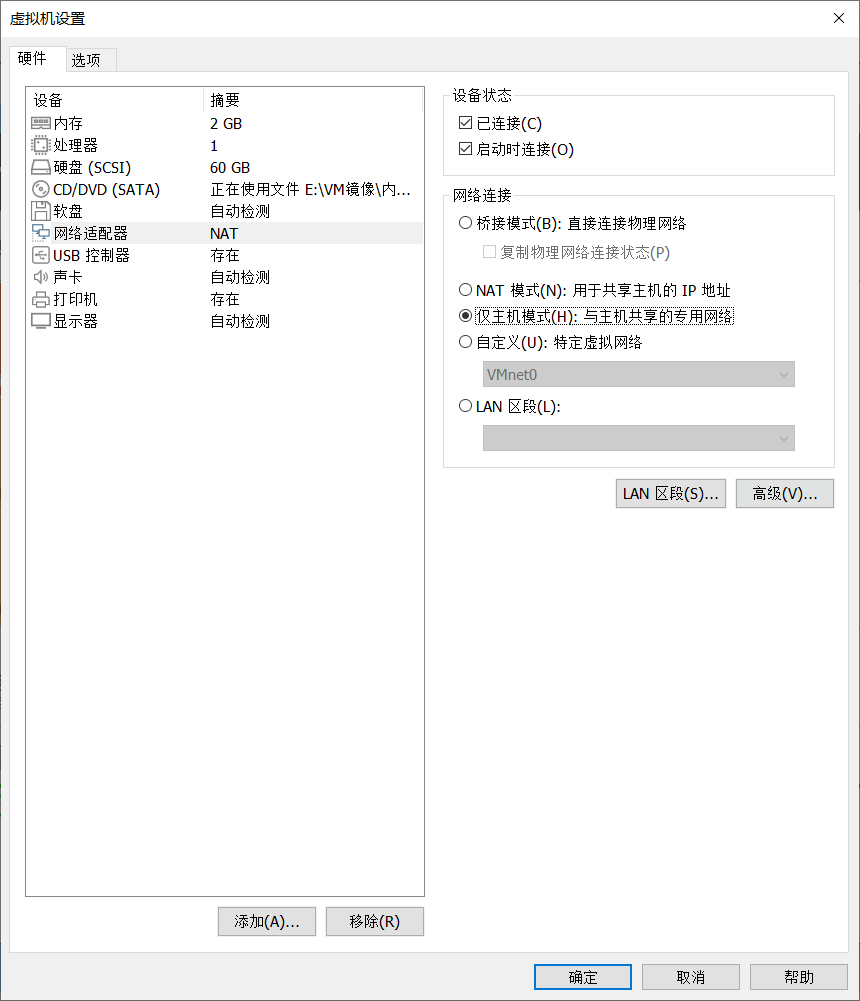 虚拟机设置
硬件 选项
设备 摘要
内存 2 GB
处理器 1
硬盘 (SCSI) 60 GB
CD/DVD (SATA) 正在使用文件 E:\VM镜像\内...
软盘 自动检测
网络适配器 NAT
USB 控制器 存在
声卡 自动检测
打印机 存在
显示器 自动检测
添加(A)... 移除(R)
设备状态
已连接(C)
启动时连接(O)
网络连接
桥接模式(B): 直接连接物理网络
复制物理网络连接状态(P)
NAT 模式(N): 用于共享主机的 IP 地址
仅主机模式(H): 与主机共享的专用网络
自定义(U): 特定虚拟网络
VMnet0
LAN 区段(L):
LAN 区段(S)... 高级(V)...
确定 取消 帮助